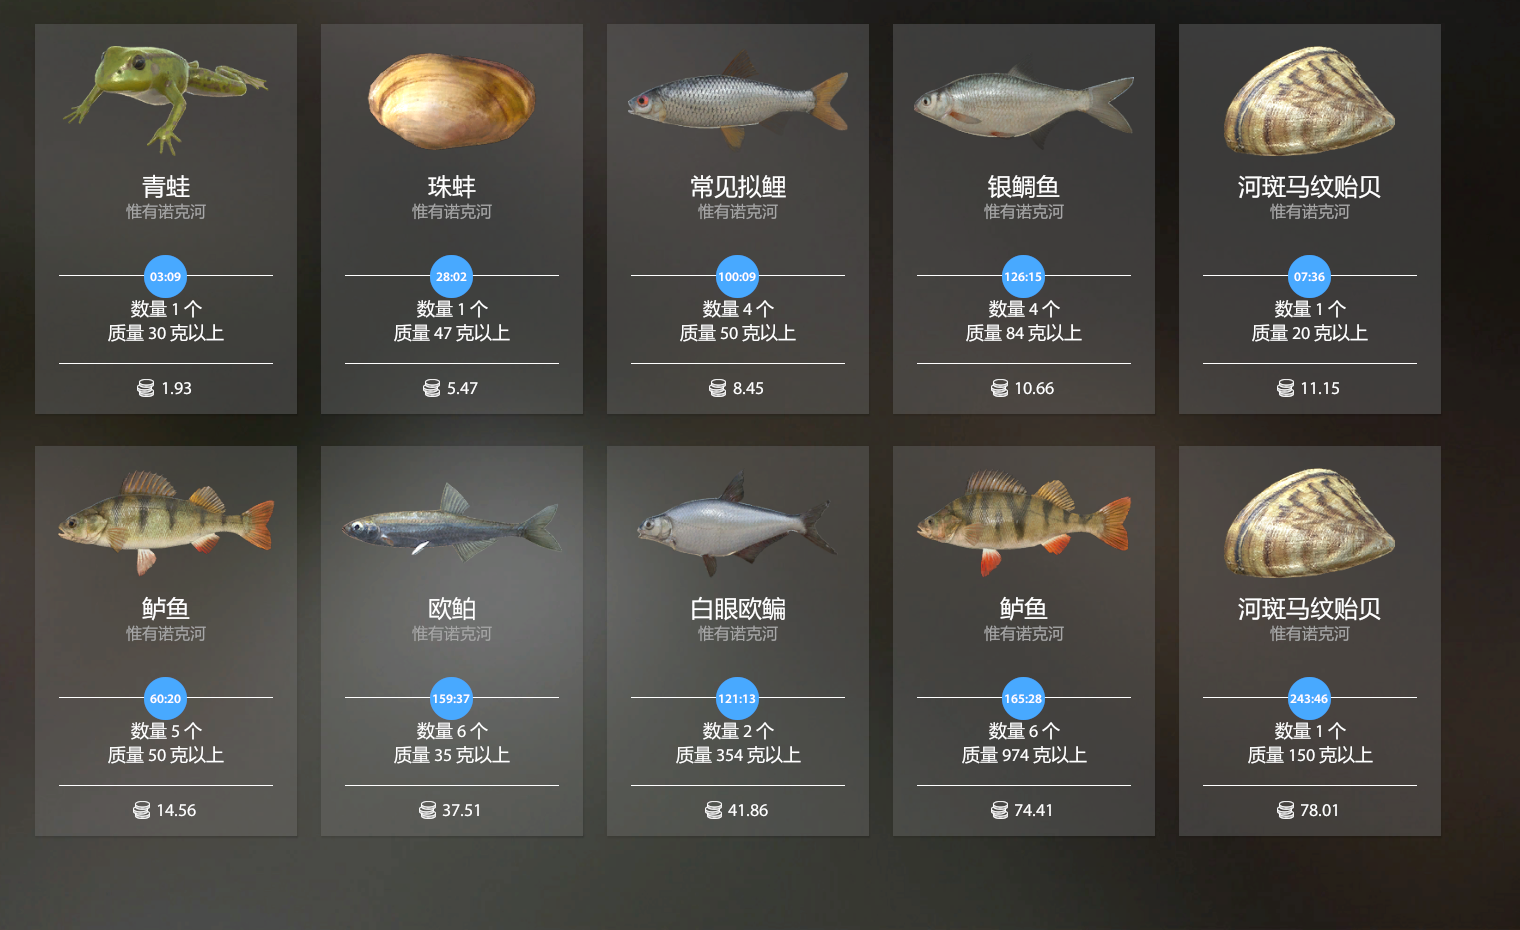 青蛙
惟有诺克河
03:09
数量 1 个
质量 30 克以上
1.93
珠蚌
惟有诺克河
28:02
数量 1 个
质量 47 克以上
5.47
常见拟鲤
惟有诺克河
100:09
数量 4 个
质量 50 克以上
8.45
银鲷鱼
惟有诺克河
126:15
数量 4 个
质量 84 克以上
10.66
河斑马纹贻贝
惟有诺克河
07:36
数量 1 个
质量 20 克以上
11.15
鲈鱼
惟有诺克河
60:20
数量 5 个
质量 50 克以上
14.56
欧鲌
惟有诺克河
159:37
数量 6 个
质量 35 克以上
37.51
白眼欧鳊
惟有诺克河
121:13
数量 2 个
质量 354 克以上
41.86
鲈鱼
惟有诺克河
165:28
数量 6 个
质量 974 克以上
74.41
河斑马纹贻贝
惟有诺克河
243:46
数量 1 个
质量 150 克以上
78.01